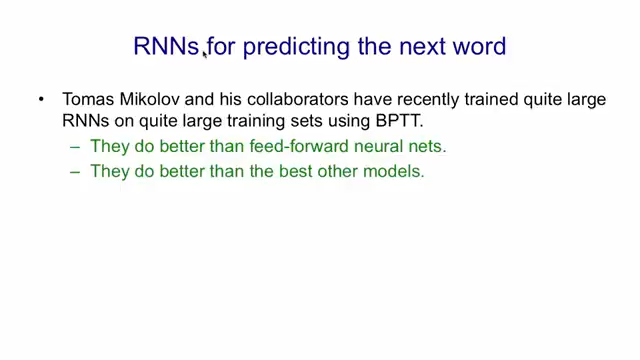 RNNs for predicting the next word
• Tomas Mikolov and his collaborators have recently trained quite large
RNNs on quite large training sets using BPTT.
– They do better than feed-forward neural nets.
– They do better than the best other models.